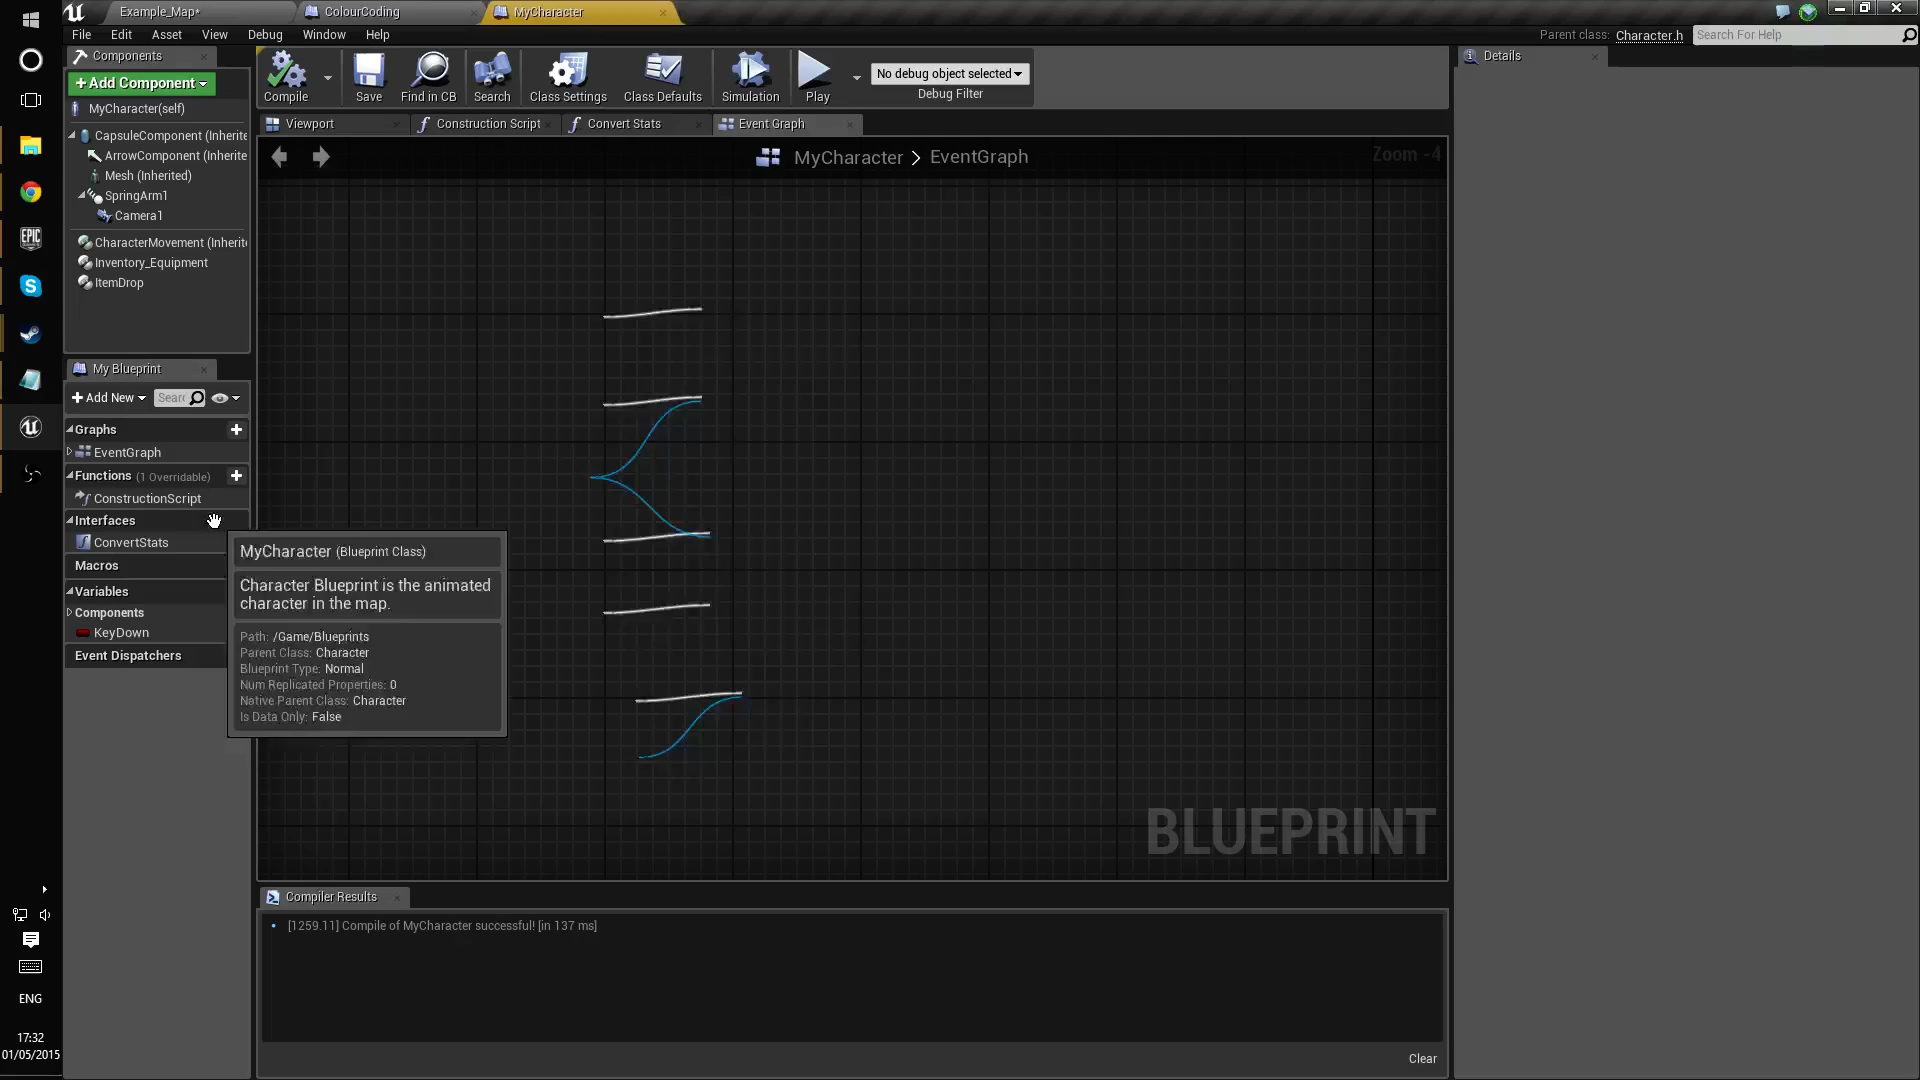 Example_Map*
ColourCoding
MyCharacter
File Edit Asset View Debug Window Help
Parent class: Character.h
Search For Help
Components
Details
+ Add Component
Compile
Save
Find in CB
Search
Class Settings
Class Defaults
Simulation
Play
No debug object selected
Debug Filter
MyCharacter(self)
Viewport
Construction Script
Convert Stats
Event Graph
CapsuleComponent (Inherite
ArrowComponent (Inherite
Mesh (Inherited)
SpringArm1
Camera1
CharacterMovement (Inherite
Inventory_Equipment
ItemDrop
MyCharacter > EventGraph
Zoom -4
EPIC
GAMES
My Blueprint
+ Add New
Searc
Graphs
EventGraph
Functions (1 Overridable)
ConstructionScript
Interfaces
ConvertStats
Macros
Variables
Components
KeyDown
Event Dispatchers
MyCharacter (Blueprint Class)
Character Blueprint is the animated
character in the map.
Path: /Game/Blueprints
Parent Class: Character
Blueprint Type: Normal
Num Replicated Properties: 0
Native Parent Class: Character
Is Data Only: False
BLUEPRINT
Compiler Results
[1259.11] Compile of MyCharacter successful! [in 137 ms]
Clear
ENG
17:32
01/05/2015